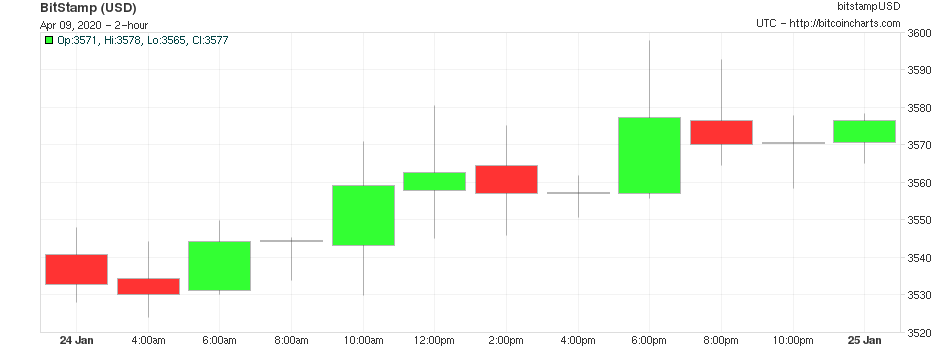 BitStamp (USD)
bitstampUSD
Apr 09, 2020 - 2-hour
UTC - http://bitcoincharts.com
Op:3571, Hi:3578, Lo:3565, Cl:3577
3600
3590
3580
3570
3560
3550
3540
3530
3520
24 Jan 4:00am 6:00am 8:00am 10:00am 12:00pm 2:00pm 4:00pm 6:00pm 8:00pm 10:00pm 25 Jan